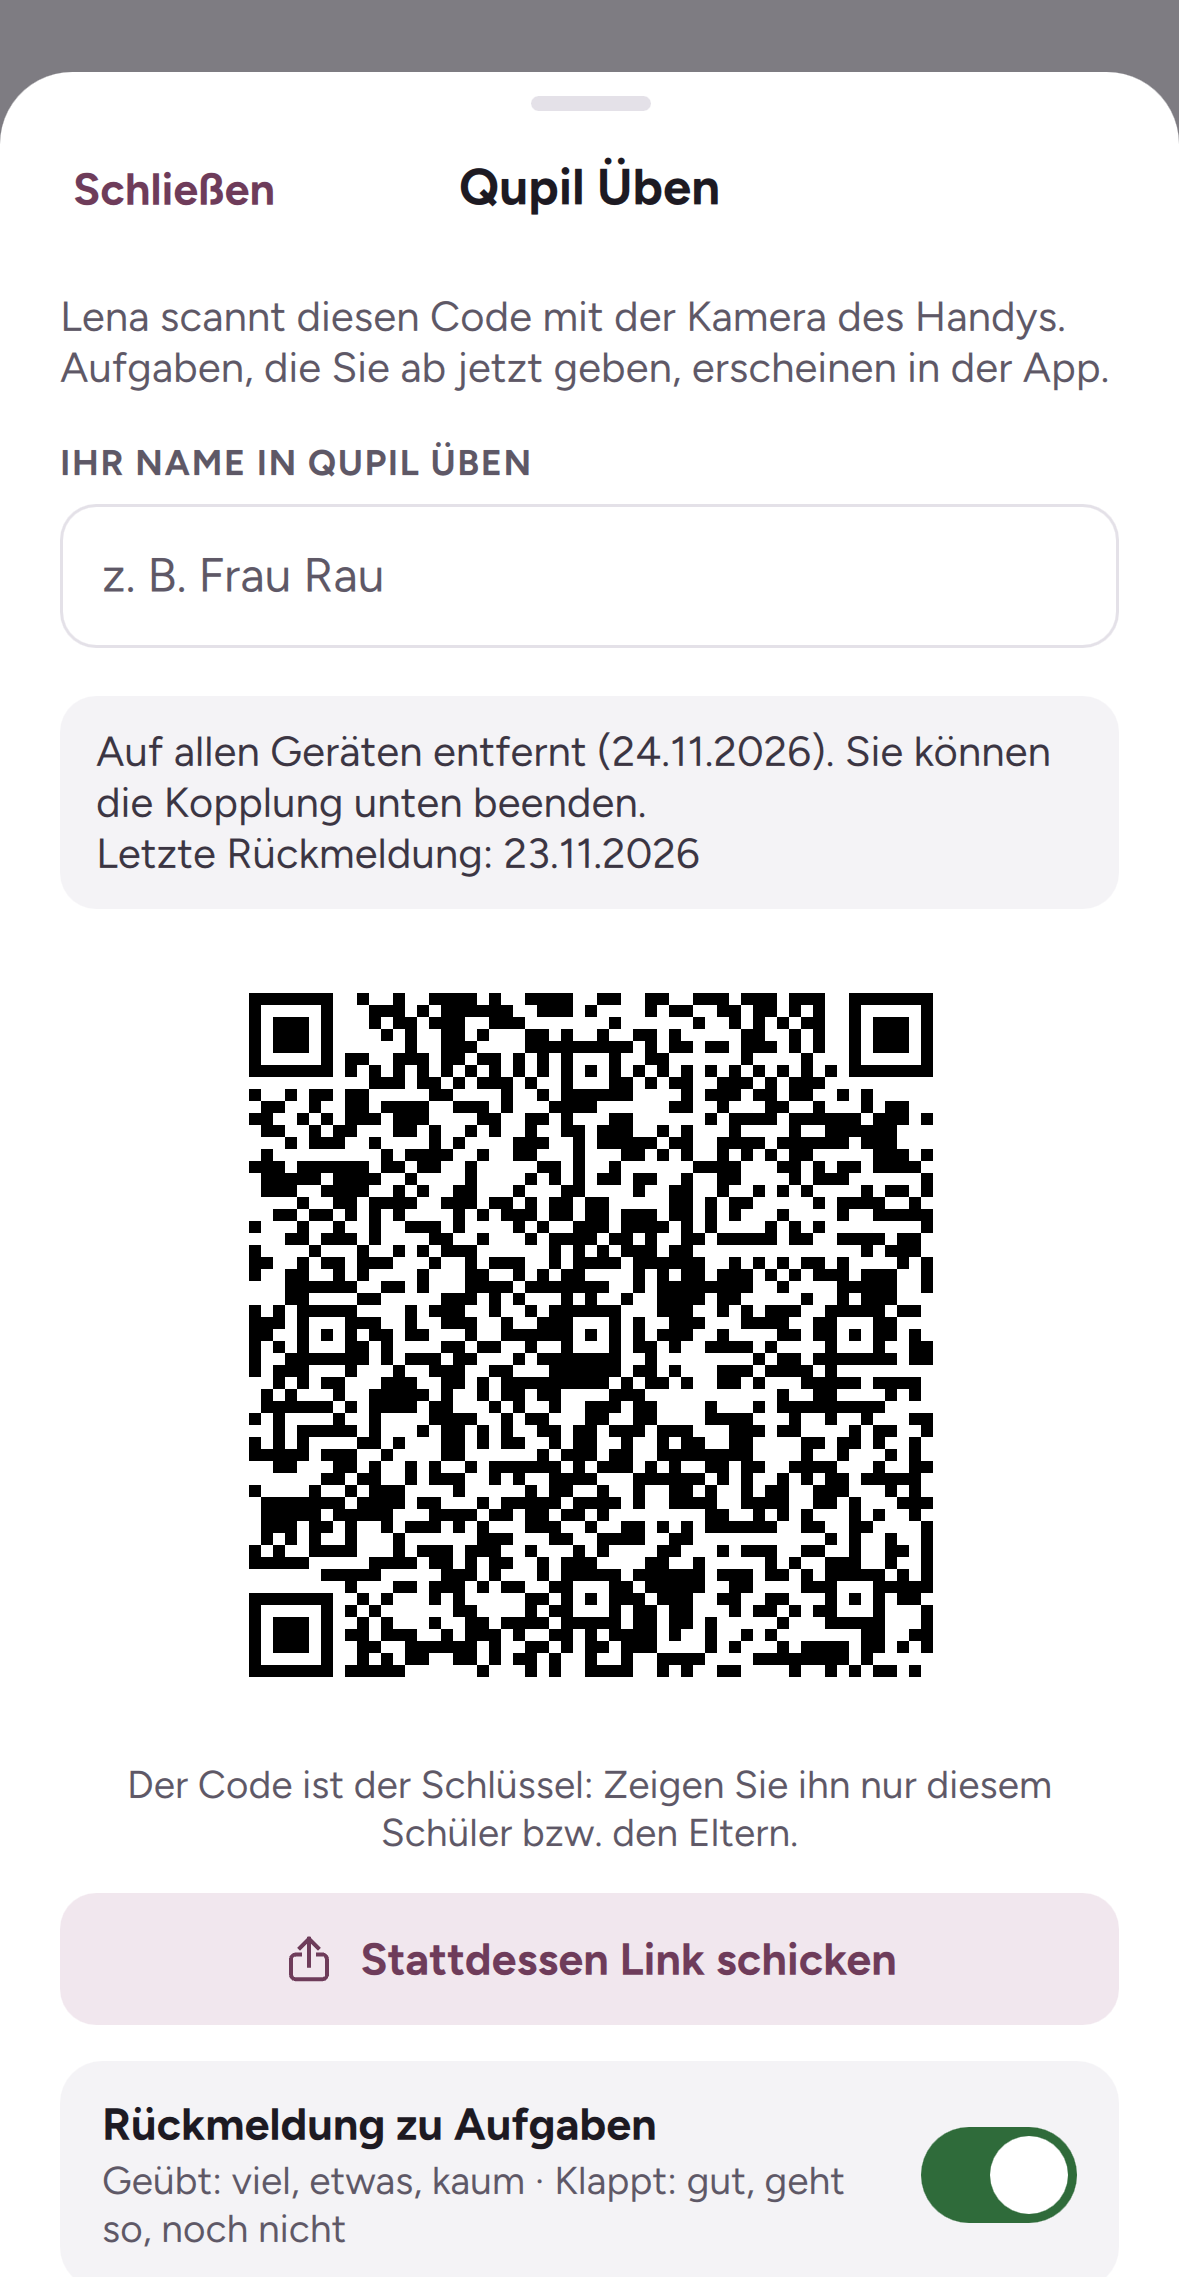 Schließen
Qupil Üben
Lena scannt diesen Code mit der Kamera des Handys.
Aufgaben, die Sie ab jetzt geben, erscheinen in der App.
IHR NAME IN QUPIL ÜBEN
z. B. Frau Rau
Auf allen Geräten entfernt (24.11.2026). Sie können
die Kopplung unten beenden.
Letzte Rückmeldung: 23.11.2026
Der Code ist der Schlüssel: Zeigen Sie ihn nur diesem
Schüler bzw. den Eltern.
Stattdessen Link schicken
Rückmeldung zu Aufgaben
Geübt: viel, etwas, kaum · Klappt: gut, geht
so, noch nicht